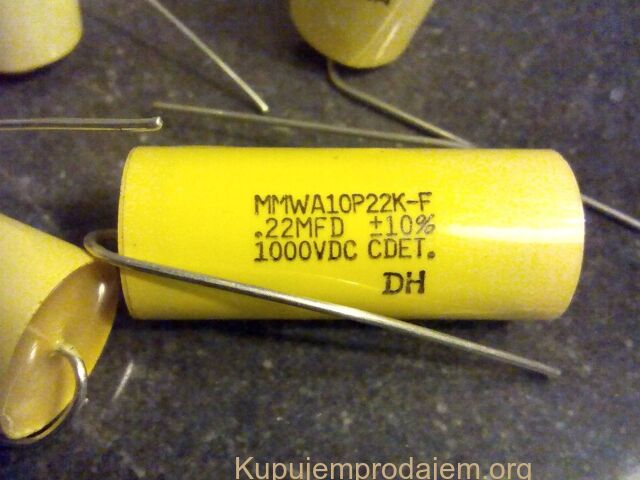 MMWA10P22K-F
.22MFD ±10%
1000VDC CDET.
DH
Kupujemprodajem.org